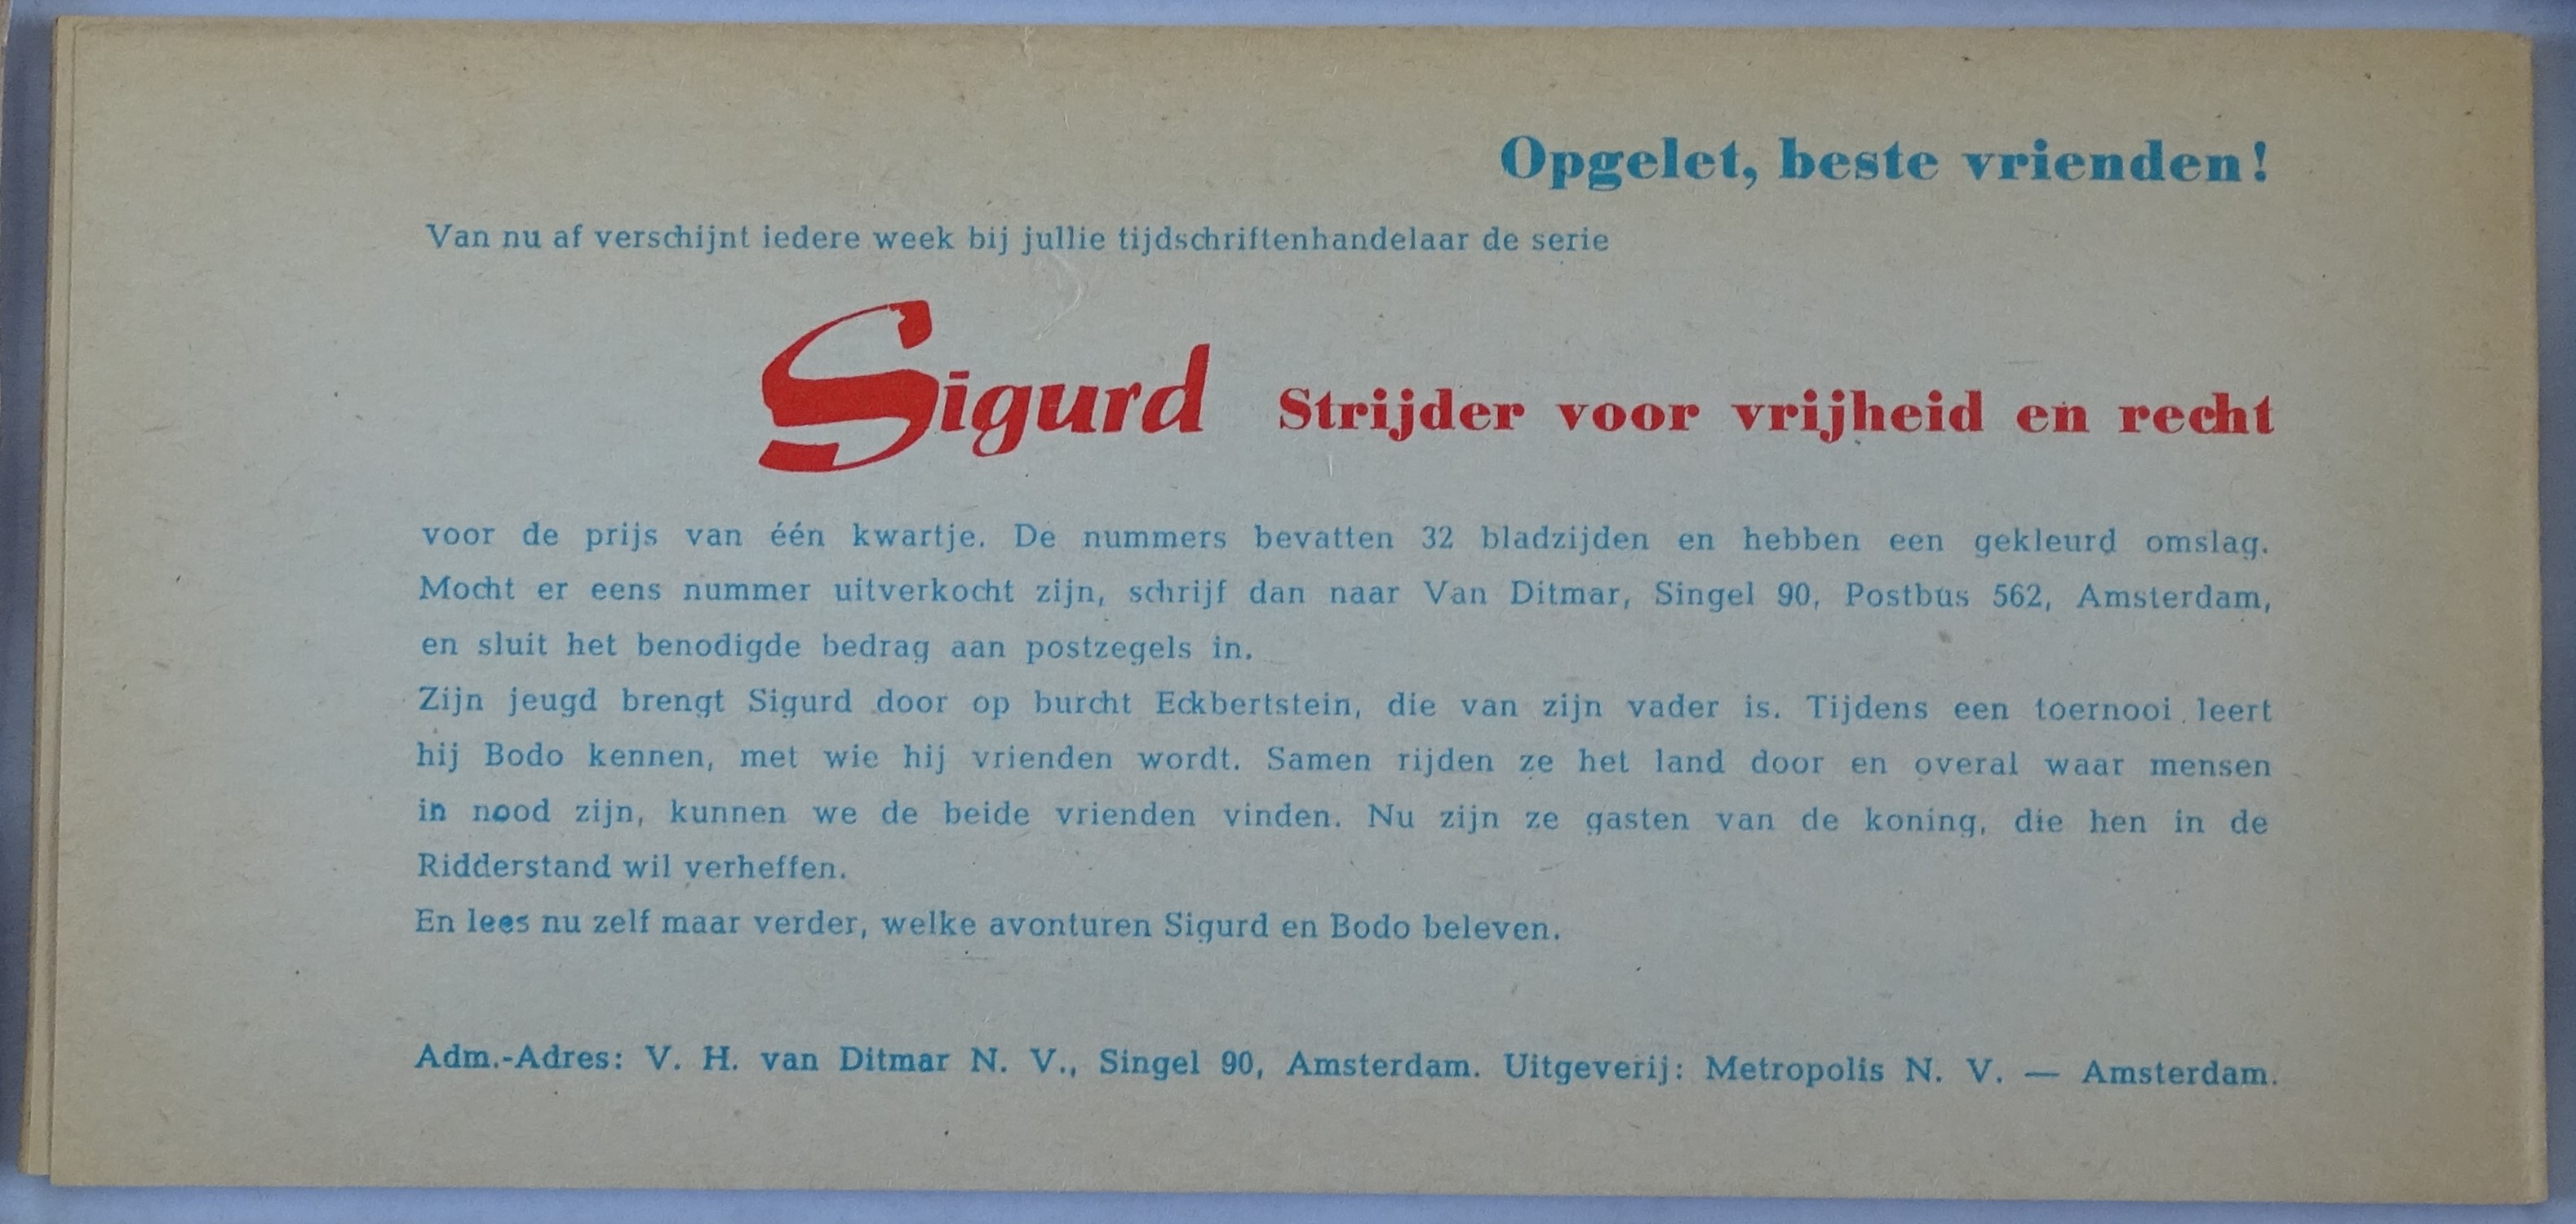 Opgelet, beste vrienden!
Van nu af verschijnt iedere week bij jullie tijdschriftenhandelaar de serie
Sigurd Strijder voor vrijheid en recht
voor de prijs van één kwartje. De nummers bevatten 32 bladzijden en hebben een gekleurd omslag.
Mocht er eens nummer uitverkocht zijn, schrijf dan naar Van Ditmar, Singel 90, Postbus 562, Amsterdam,
en sluit het benodigde bedrag aan postzegels in.
Zijn jeugd brengt Sigurd door op burcht Eckbertstein, die van zijn vader is. Tijdens een toernooi leert
hij Bodo kennen, met wie hij vrienden wordt. Samen rijden ze het land door en overal waar mensen
in nood zijn, kunnen we de beide vrienden vinden. Nu zijn ze gasten van de koning, die hen in de
Ridderstand wil verheffen.
En lees nu zelf maar verder, welke avonturen Sigurd en Bodo beleven.
Adm.-Adres: V. H. van Ditmar N. V., Singel 90, Amsterdam. Uitgeverij: Metropolis N. V. — Amsterdam.